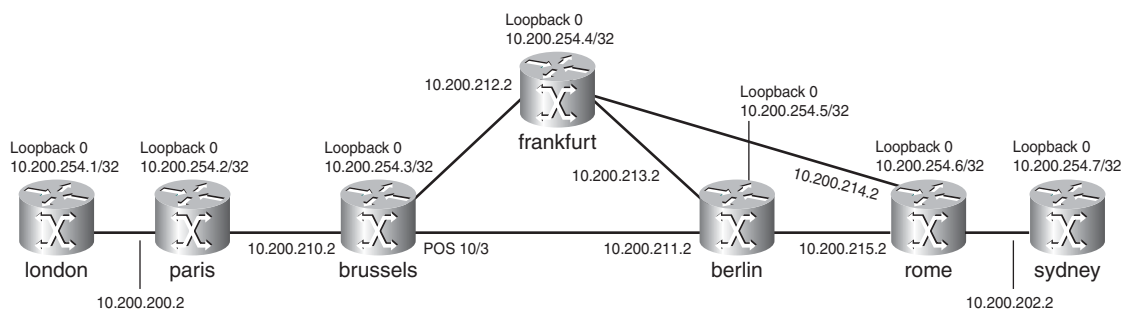 Loopback 0
10.200.254.4/32
10.200.212.2
frankfurt
Loopback 0
10.200.254.5/32
Loopback 0
10.200.254.1/32
Loopback 0
10.200.254.2/32
Loopback 0
10.200.254.3/32
10.200.213.2
10.200.214.2
Loopback 0
10.200.254.6/32
Loopback 0
10.200.254.7/32
10.200.210.2
POS 10/3
10.200.211.2
10.200.215.2
london
paris
brussels
berlin
rome
sydney
10.200.200.2
10.200.202.2